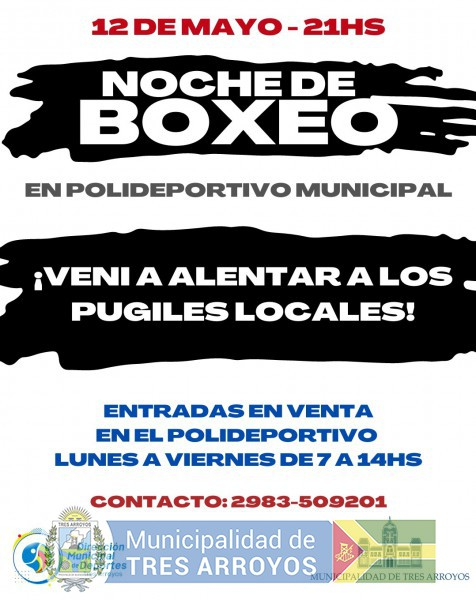 12 DE MAYO - 21HS
NOCHE DE
BOXEO
EN POLIDEPORTIVO MUNICIPAL
¡VENI A ALENTAR A LOS
PUGILES LOCALES!
ENTRADAS EN VENTA
EN EL POLIDEPORTIVO
LUNES A VIERNES DE 7 A 14HS
CONTACTO: 2983-509201
TRES ARROYOS
Dirección
Municipal
de Deportes
Arroyos
Municipalidad de
TRES ARROYOS
MUNICIPALIDAD DE TRES ARROYOS